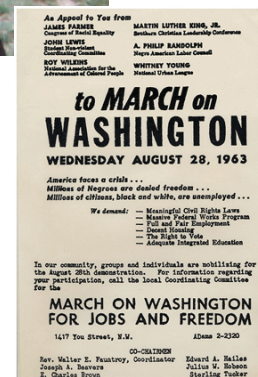 An Appeal to You from
JAMES FARMER MARTIN LUTHER KING, JR.
Congress of Racial Equality Southern Christian Leadership Conference
JOHN LEWIS A. PHILIP RANDOLPH
Student Non-violent Negro American Labor Council
Coordinating Committee
ROY WILKINS WHITNEY YOUNG
National Association for the National Urban League
Advancement of Colored People
to MARCH on
WASHINGTON
WEDNESDAY AUGUST 28, 1963
America faces a crisis ...
Millions of Negroes are denied freedom ...
Millions of citizens, black and white, are unemployed ...
We demand: — Meaningful Civil Rights Laws
— Massive Federal Works Program
— Full and Fair Employment
— Decent Housing
— The Right to Vote
— Adequate Integrated Education
In our community, groups and individuals are mobilizing for
the August 28th demonstration. For information regarding
your participation, call the local Coordinating Committee
for the
MARCH ON WASHINGTON
FOR JOBS AND FREEDOM
1417 You Street, N.W. ADams 2-2320
CO-CHAIRMEN
Rev. Walter E. Fauntroy, Coordinator Edward A. Hailes
Joseph A. Beavers Julius W. Hobson
E. Charles Brown Sterling Tucker